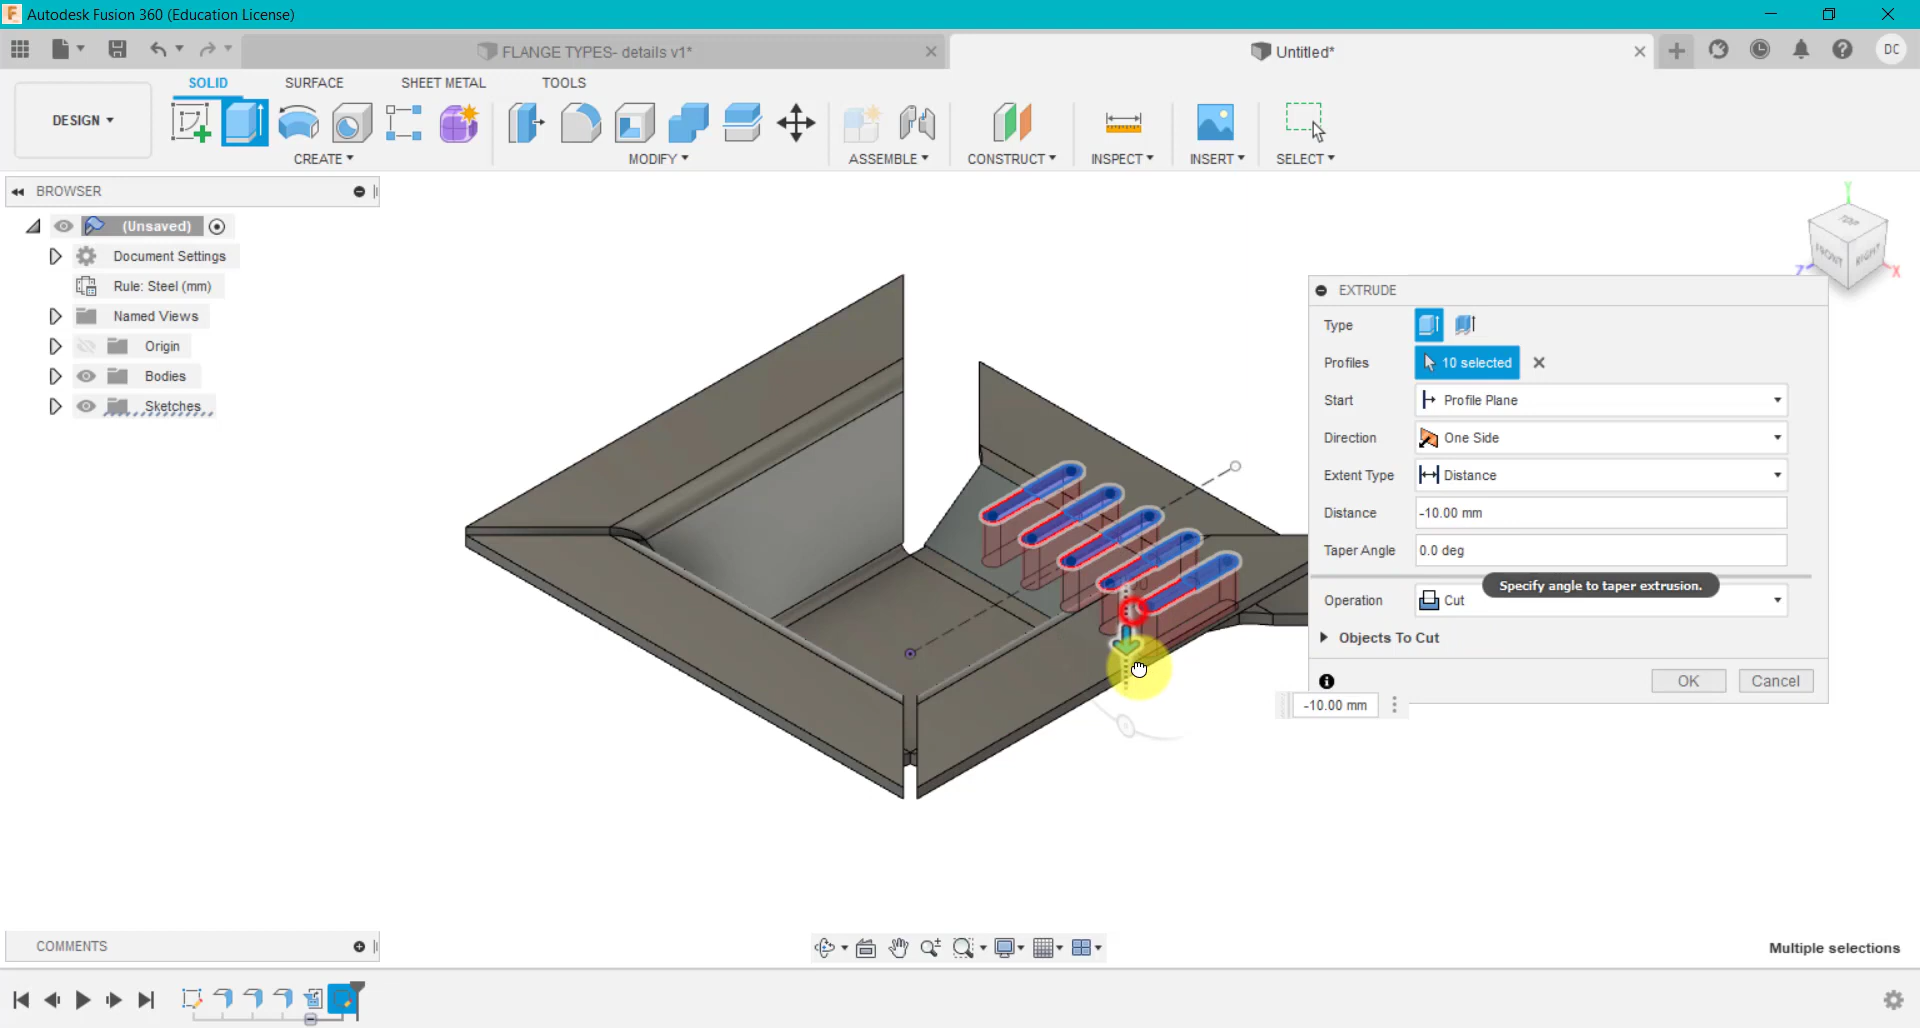 Autodesk Fusion 360 (Education License)
FLANGE TYPES- details v1*
Untitled*
DC
DESIGN
SOLID
SURFACE
SHEET METAL
TOOLS
CREATE
MODIFY
ASSEMBLE
CONSTRUCT
INSPECT
INSERT
SELECT
BROWSER
(Unsaved)
Document Settings
Rule: Steel (mm)
Named Views
Origin
Bodies
Sketches
Y
TOP
FRONT
RIGHT
Z
X
EXTRUDE
Type
Profiles
10 selected
Start
Profile Plane
Direction
One Side
Extent Type
Distance
Distance
-10.00 mm
Taper Angle
0.0 deg
Specify angle to taper extrusion.
Operation
Cut
Objects To Cut
OK
Cancel
-10.00 mm
COMMENTS
Multiple selections